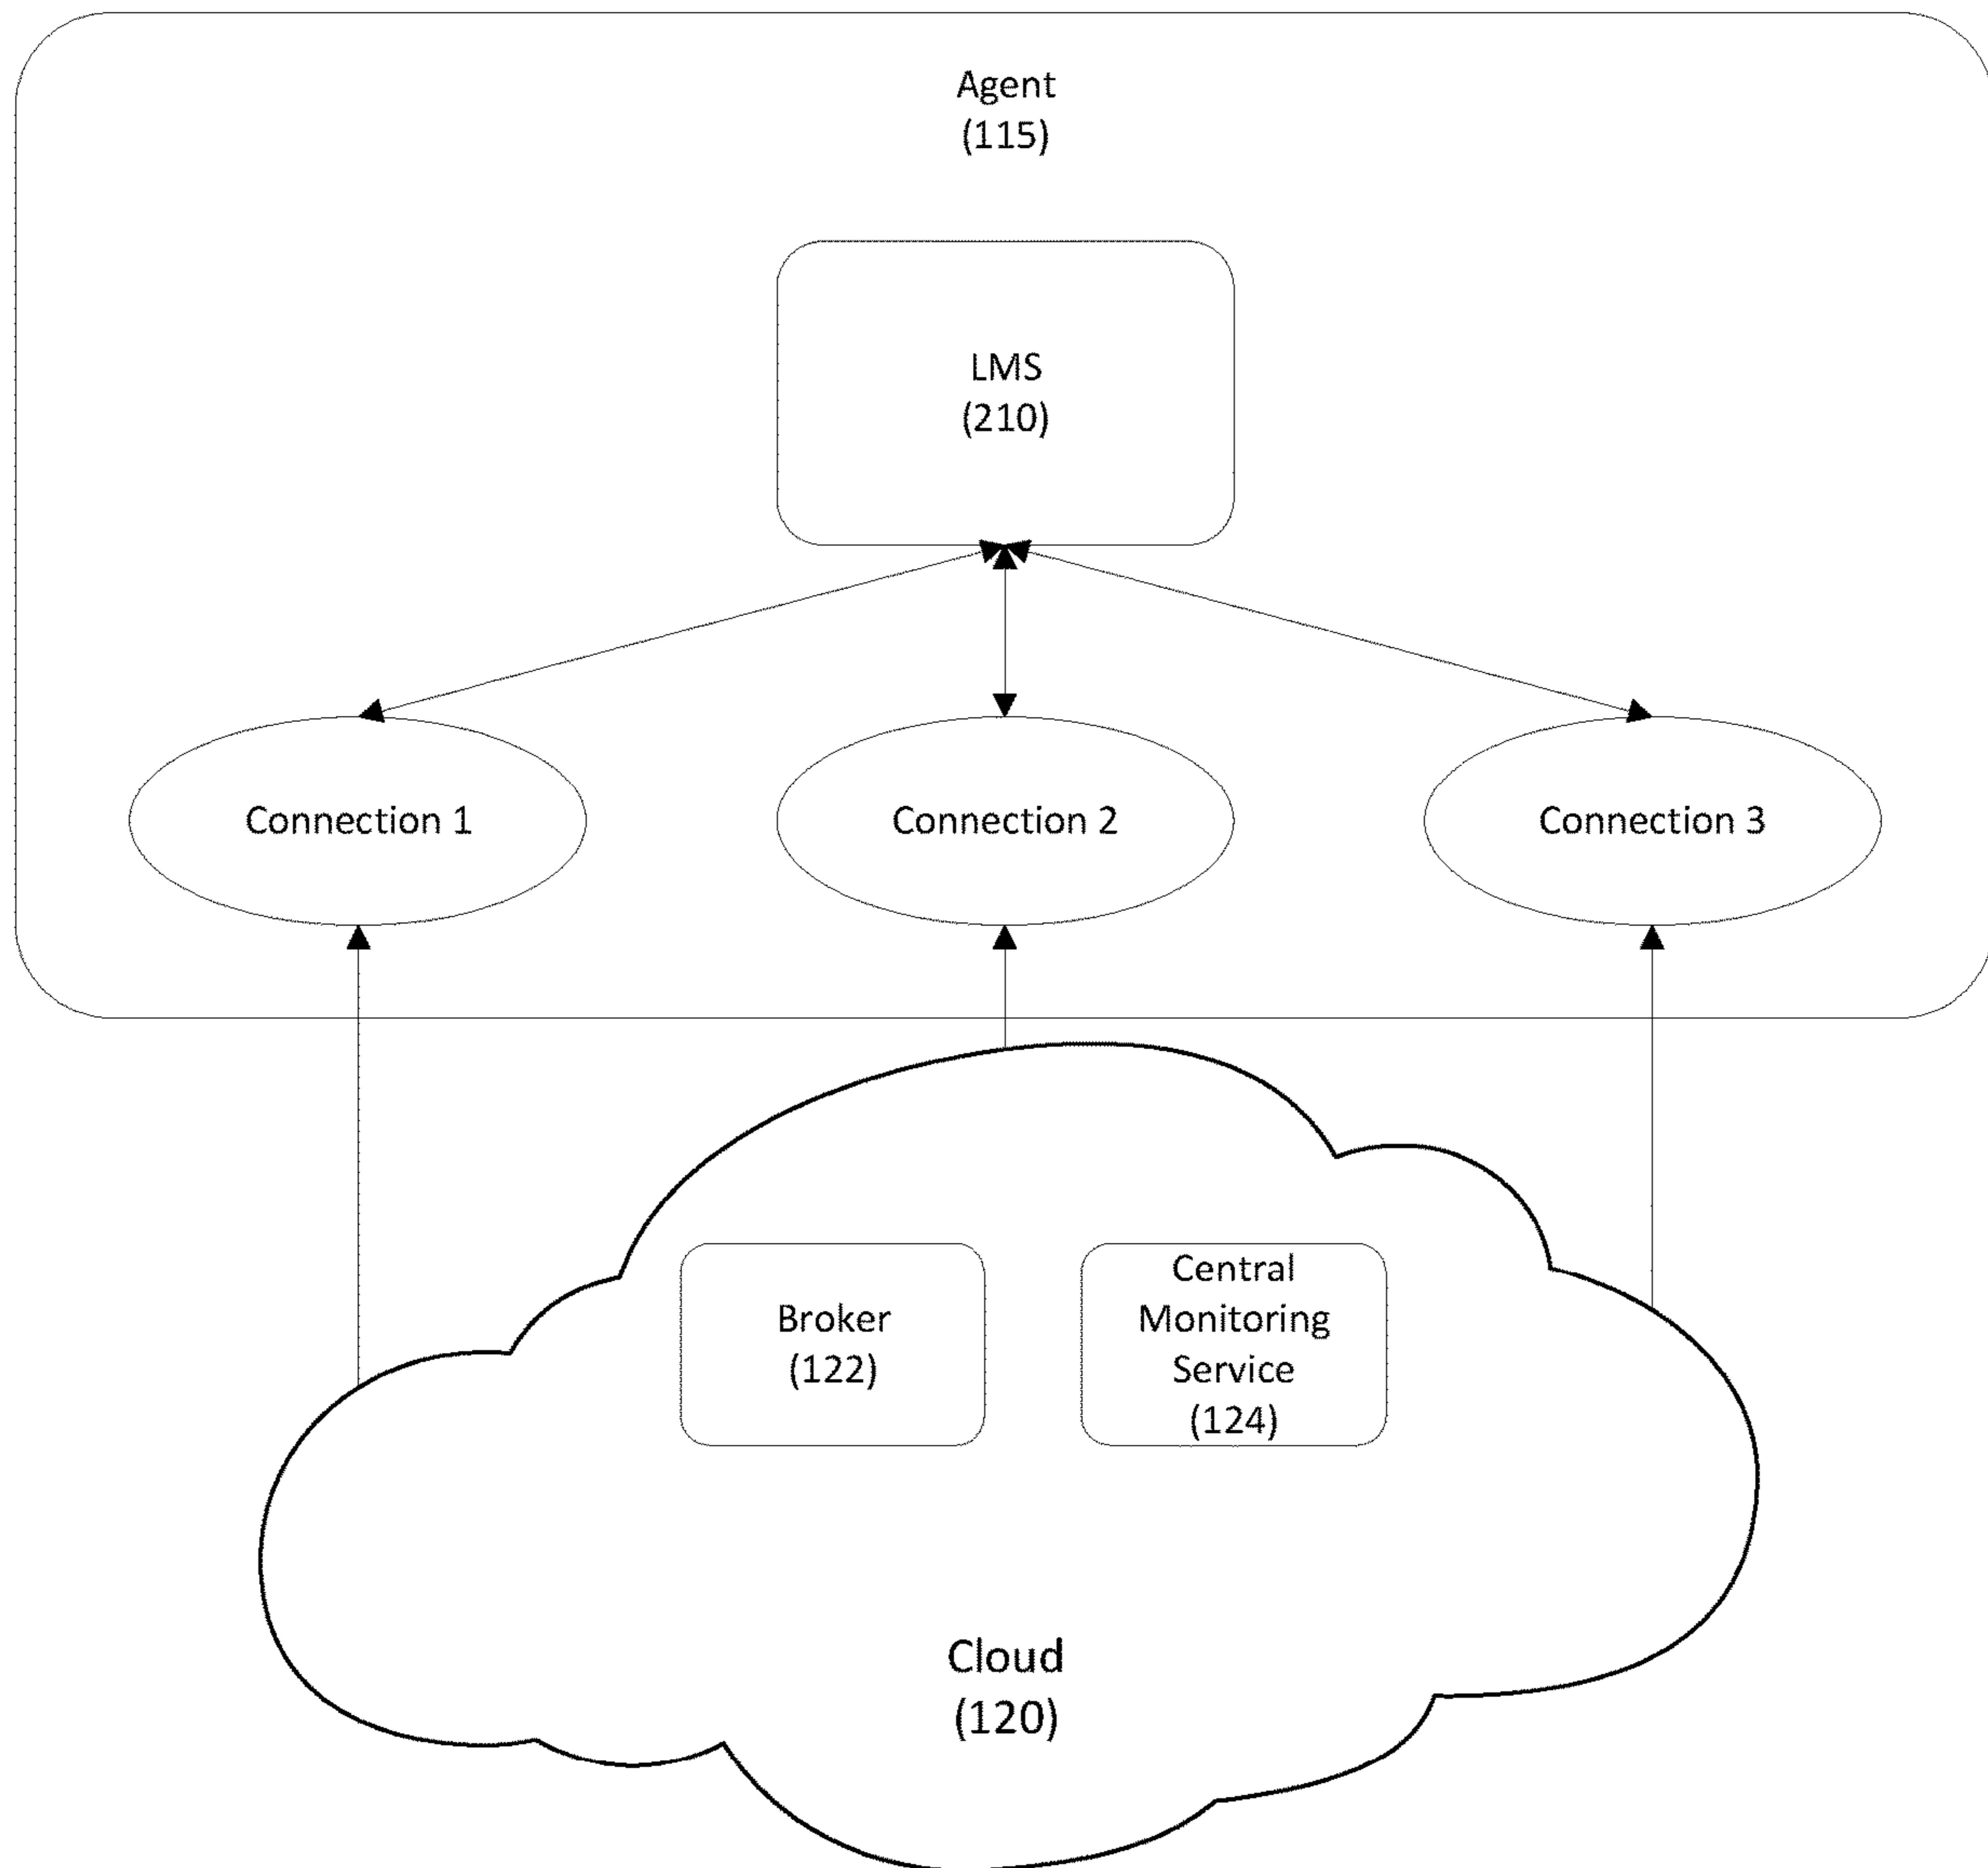 Agent
(115)
LMS
(210)
Connection 1
Connection 2
Connection 3
Broker
(122)
Central
Monitoring
Service
(124)
Cloud
(120)